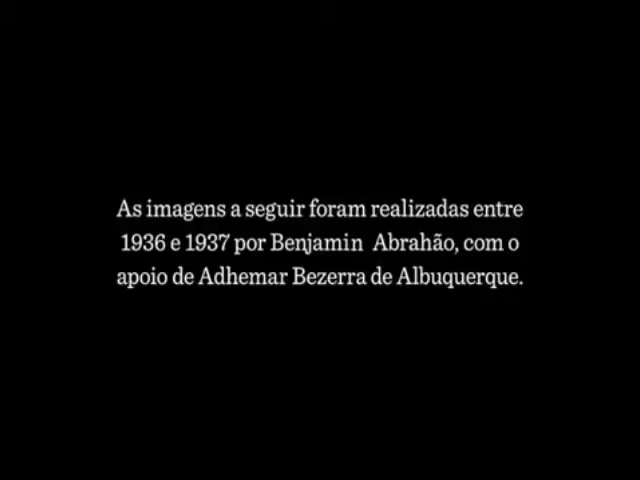 As imagens a seguir foram realizadas entre
1936 e 1937 por Benjamin Abrahão, com o
apoio de Adhemar Bezerra de Albuquerque.